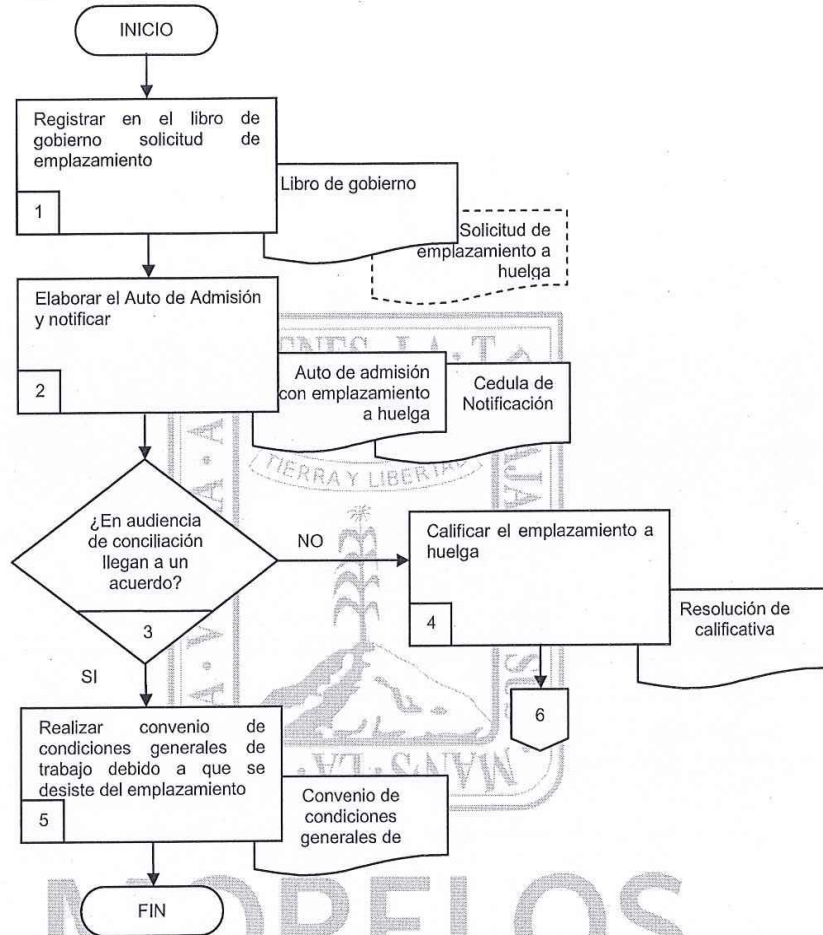 INICIO
Registrar en el libro de
gobierno solicitud de
emplazamiento
1
Libro de gobierno
Solicitud de
emplazamiento a
huelga
Elaborar el Auto de Admisión
y notificar
2
Auto de admisión
con emplazamiento
a huelga
Cedula de
Notificación
TIERRA Y LIBERTAD
¿En audiencia
de conciliación
llegan a un
acuerdo?
3
NO
Calificar el emplazamiento a
huelga
4
Resolución de
calificativa
6
SI
Realizar convenio de
condiciones generales de
trabajo debido a que se
desiste del emplazamiento
5
Convenio de
condiciones
generales de
FIN
MORELOS